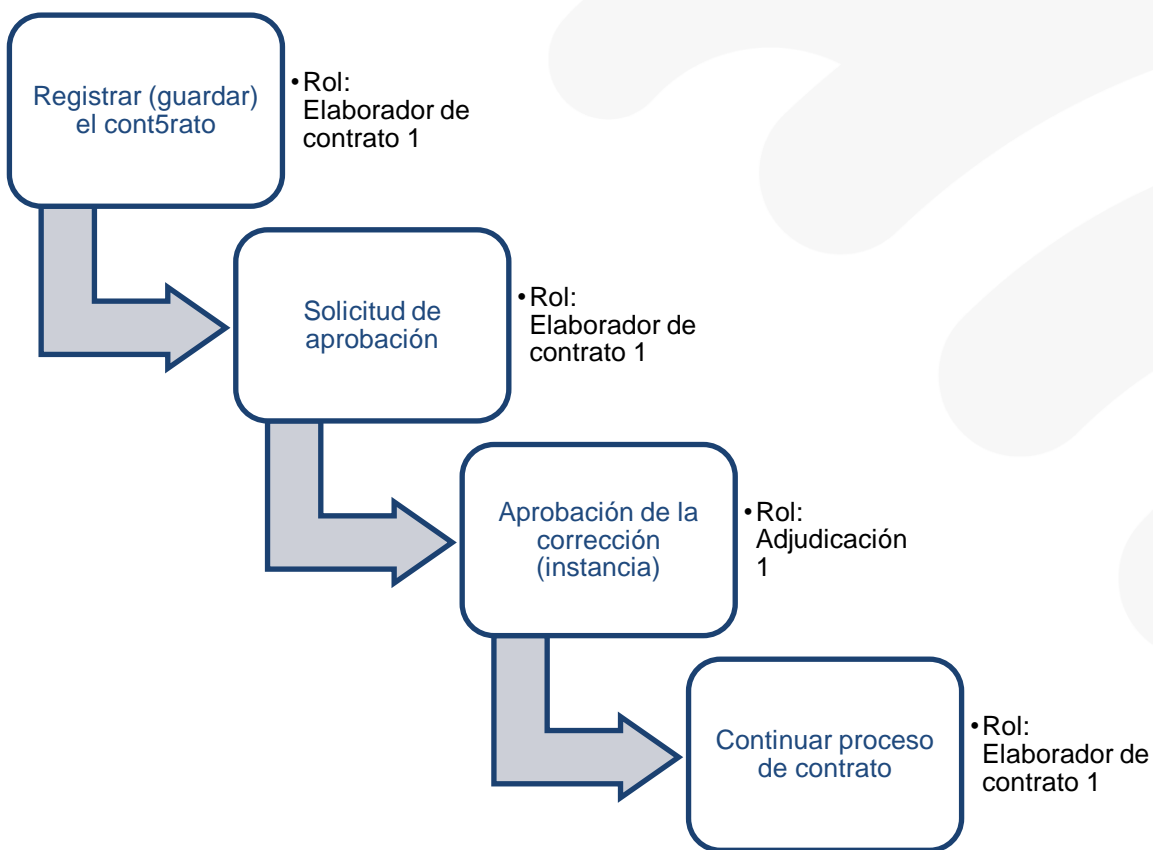 Registrar (guardar)
el cont5rato
•Rol:
Elaborador de
contrato 1
Solicitud de
aprobación
•Rol:
Elaborador de
contrato 1
Aprobación de la
corrección
(instancia)
•Rol:
Adjudicación
1
Continuar proceso
de contrato
•Rol:
Elaborador de
contrato 1